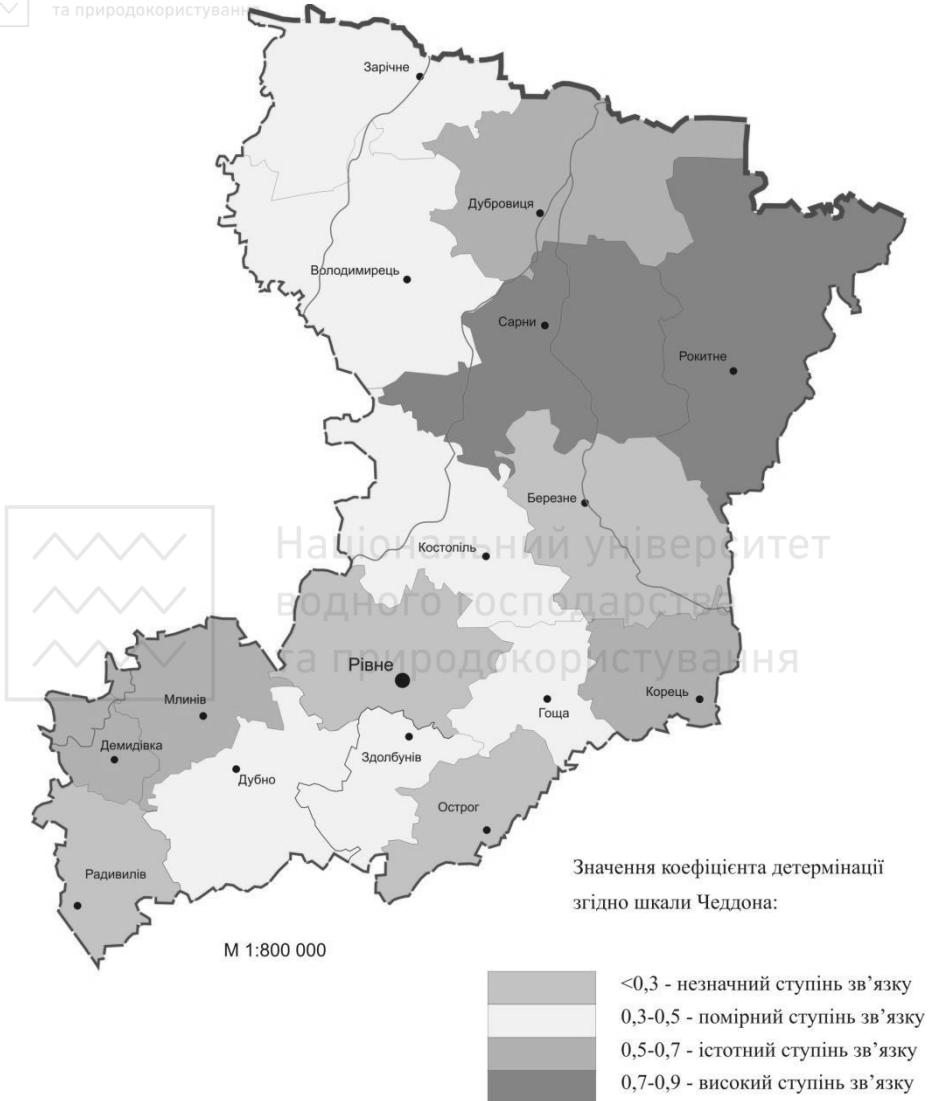 та природокористування
Зарічне
Дубровиця
Володимирець
Сарни
Рокитне
Березне
Національний університет
Костопіль
водного господарства
та природокористування
Рівне
Корець
Млинів
Гоща
Демидівка
Здолбунів
Дубно
Острог
Радивилів
Значення коефіцієнта детермінації
згідно шкали Чеддона:
М 1:800 000
<0,3 - незначний ступінь зв’язку
0,3-0,5 - помірний ступінь зв’язку
0,5-0,7 - істотний ступінь зв’язку
0,7-0,9 - високий ступінь зв’язку